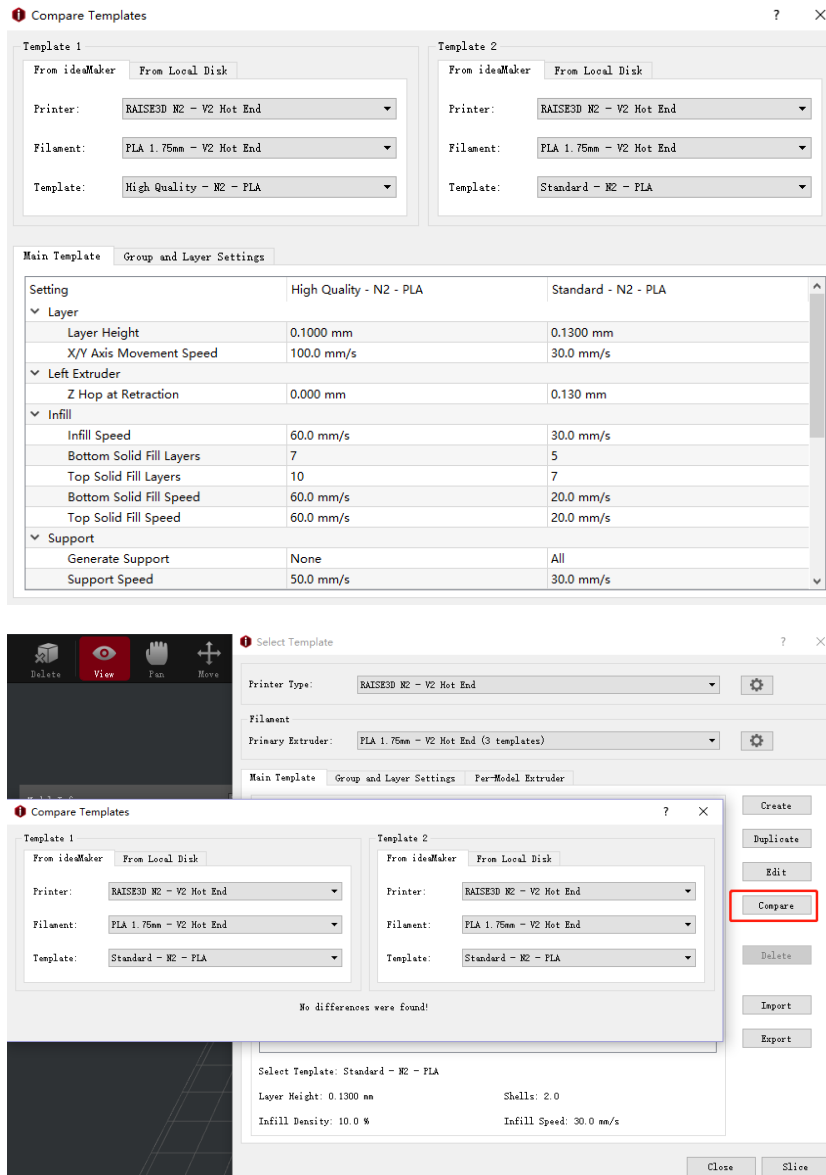 Compare Templates ? ×
Template 1 Template 2
From ideaMaker From Local Disk From ideaMaker From Local Disk
Printer: RAISE3D N2 - V2 Hot End Printer: RAISE3D N2 - V2 Hot End
Filament: PLA 1.75mm - V2 Hot End Filament: PLA 1.75mm - V2 Hot End
Template: High Quality - N2 - PLA Template: Standard - N2 - PLA
Main Template Group and Layer Settings
Setting High Quality - N2 - PLA Standard - N2 - PLA
Layer
Layer Height 0.1000 mm 0.1300 mm
X/Y Axis Movement Speed 100.0 mm/s 30.0 mm/s
Left Extruder
Z Hop at Retraction 0.000 mm 0.130 mm
Infill
Infill Speed 60.0 mm/s 30.0 mm/s
Bottom Solid Fill Layers 7 5
Top Solid Fill Layers 10 7
Bottom Solid Fill Speed 60.0 mm/s 20.0 mm/s
Top Solid Fill Speed 60.0 mm/s 20.0 mm/s
Support
Generate Support None All
Support Speed 50.0 mm/s 30.0 mm/s
Delete View Pan Move
Select Template ? ×
Printer Type: RAISE3D N2 - V2 Hot End
Filament
Primary Extruder: PLA 1.75mm - V2 Hot End (3 templates)
Main Template Group and Layer Settings Per-Model Extruder
Create
Duplicate
Edit
Compare
Delete
Import
Export
Compare Templates ? ×
Template 1 Template 2
From ideaMaker From Local Disk From ideaMaker From Local Disk
Printer: RAISE3D N2 - V2 Hot End Printer: RAISE3D N2 - V2 Hot End
Filament: PLA 1.75mm - V2 Hot End Filament: PLA 1.75mm - V2 Hot End
Template: Standard - N2 - PLA Template: Standard - N2 - PLA
No differences were found!
Select Template: Standard - N2 - PLA
Layer Height: 0.1300 mm Shells: 2.0
Infill Density: 10.0 % Infill Speed: 30.0 mm/s
Close Slice